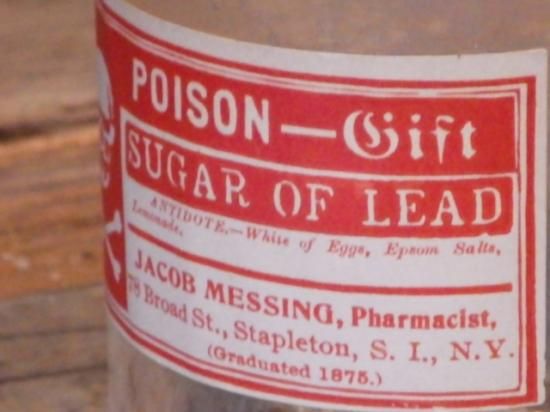 POISON—Gift
SUGAR OF LEAD
ANTIDOTE.—White of Eggs, Epsom Salts,
Lemonade.
JACOB MESSING, Pharmacist,
78 Broad St., Stapleton, S. I., N.Y.
(Graduated 1875.)